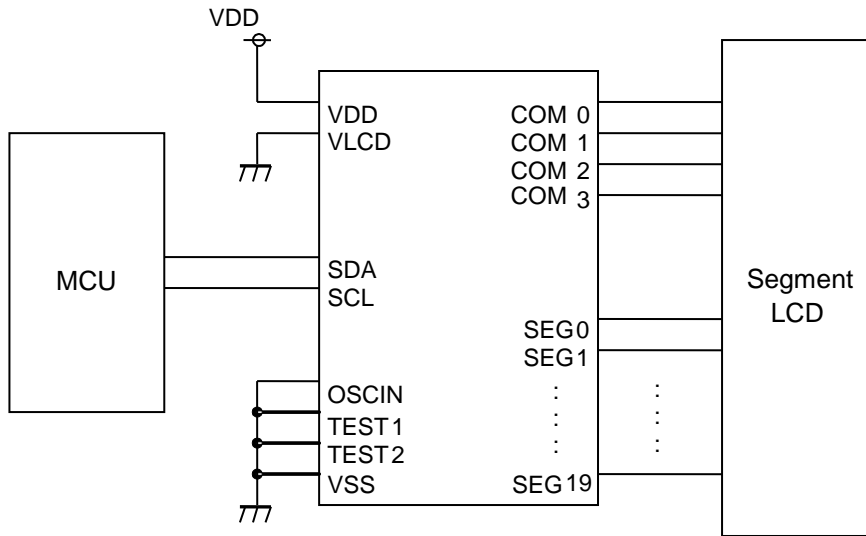 VDD
VDD
VLCD
COM 0
COM 1
COM 2
COM 3
MCU
SDA
SCL
Segment
LCD
SEG0
SEG1
OSCIN
TEST1
TEST2
VSS
SEG19